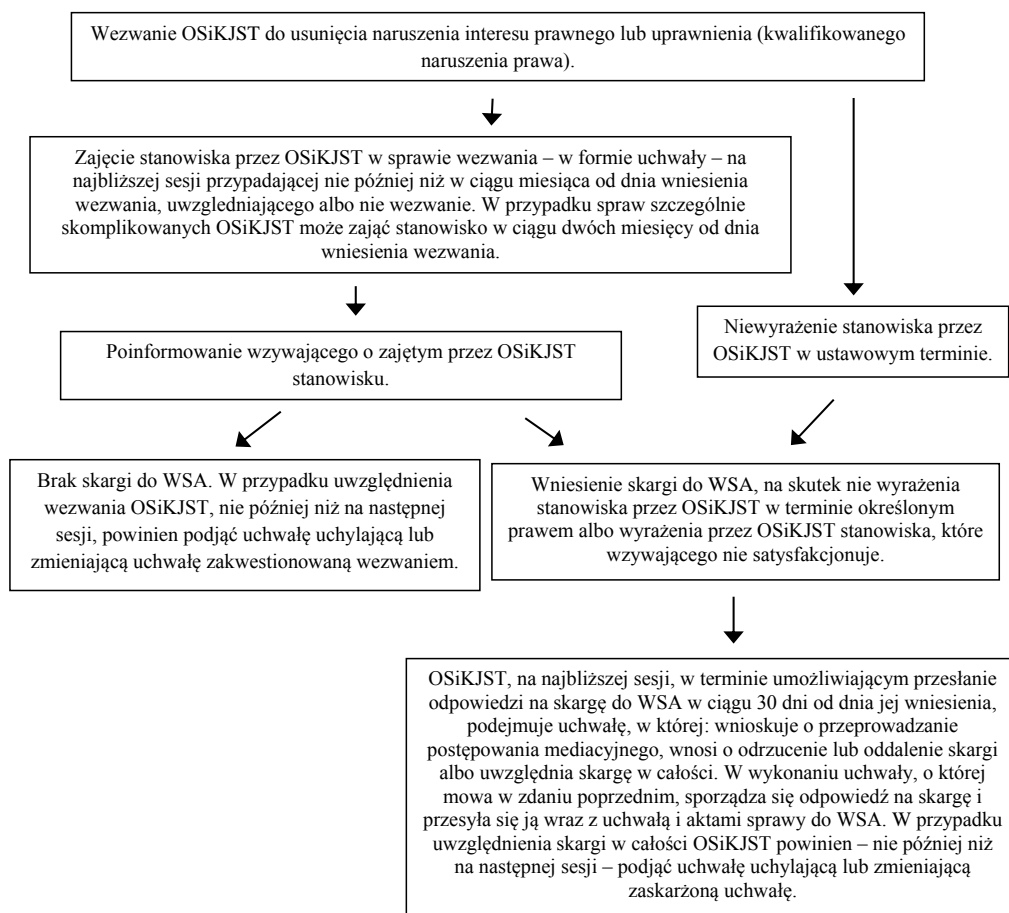 Wezwanie OSiKJST do usunięcia naruszenia interesu prawnego lub uprawnienia (kwalifikowanego
naruszenia prawa).
Zajęcie stanowiska przez OSiKJST w sprawie wezwania – w formie uchwały – na
najbliższej sesji przypadającej nie później niż w ciągu miesiąca od dnia wniesienia
wezwania, uwzgledniającego albo nie wezwanie. W przypadku spraw szczególnie
skomplikowanych OSiKJST może zająć stanowisko w ciągu dwóch miesięcy od dnia
wniesienia wezwania.
Poinformowanie wzywającego o zajętym przez OSiKJST
stanowisku.
Niewyrażenie stanowiska przez
OSiKJST w ustawowym terminie.
Brak skargi do WSA. W przypadku uwzględnienia
wezwania OSiKJST, nie później niż na następnej
sesji, powinien podjąć uchwałę uchylającą lub
zmieniającą uchwałę zakwestionowaną wezwaniem.
Wniesienie skargi do WSA, na skutek nie wyrażenia
stanowiska przez OSiKJST w terminie określonym
prawem albo wyrażenia przez OSiKJST stanowiska, które
wzywającego nie satysfakcjonuje.
OSiKJST, na najbliższej sesji, w terminie umożliwiającym przesłanie
odpowiedzi na skargę do WSA w ciągu 30 dni od dnia jej wniesienia,
podejmuje uchwałę, w której: wnioskuje o przeprowadzanie
postępowania mediacyjnego, wnosi o odrzucenie lub oddalenie skargi
albo uwzględnia skargę w całości. W wykonaniu uchwały, o której
mowa w zdaniu poprzednim, sporządza się odpowiedź na skargę i
przesyła się ją wraz z uchwałą i aktami sprawy do WSA. W przypadku
uwzględnienia skargi w całości OSiKJST powinien – nie później niż
na następnej sesji – podjąć uchwałę uchylającą lub zmieniającą
zaskarżoną uchwałę.